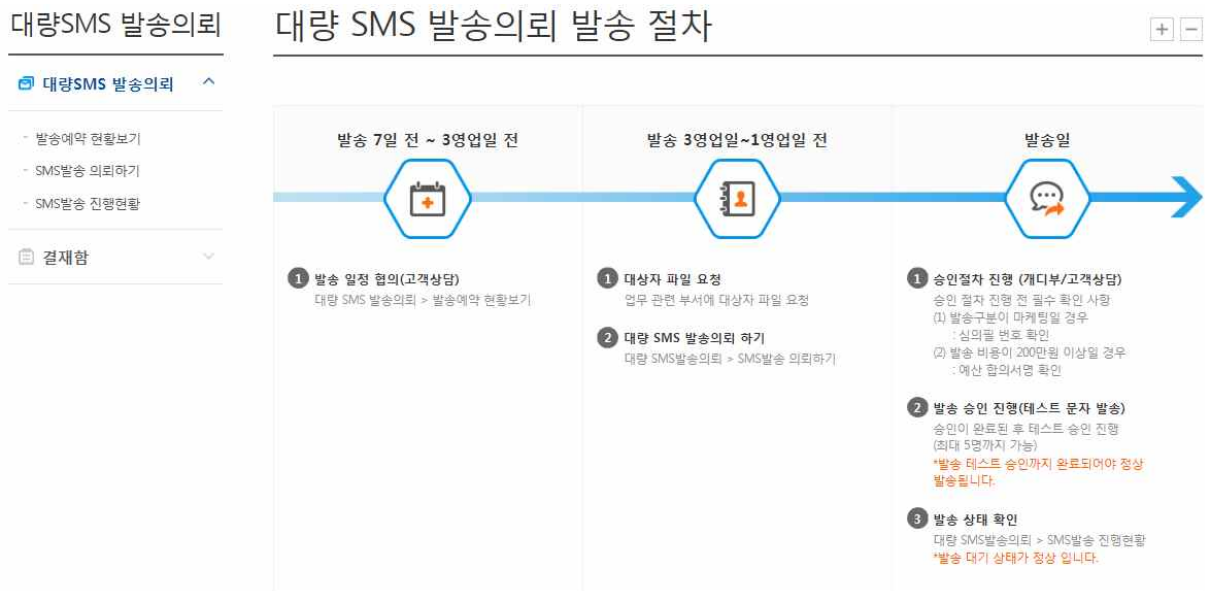 대량SMS 발송의뢰
대량SMS 발송의뢰
- 발송예약 현황보기
- SMS발송 의뢰하기
- SMS발송 진행현황
결재함
대량 SMS 발송의뢰 발송 절차
+ −
발송 7일 전 ~ 3영업일 전
1 발송 일정 협의(고객상담)
대량 SMS 발송의뢰 > 발송예약 현황보기
발송 3영업일~1영업일 전
1 대상자 파일 요청
업무 관련 부서에 대상자 파일 요청
2 대량 SMS 발송의뢰 하기
대량 SMS발송의뢰 > SMS발송 의뢰하기
발송일
1 승인절차 진행 (개디부/고객상담)
승인 절차 진행 전 필수 확인 사항
(1) 발송구분이 마케팅일 경우
: 심의필 번호 확인
(2) 발송 비용이 200만원 이상일 경우
: 예산 합의서명 확인
2 발송 승인 진행(테스트 문자 발송)
승인이 완료된 후 테스트 승인 진행
(최대 5명까지 가능)
*발송 테스트 승인까지 완료되어야 정상
발송됩니다.
3 발송 상태 확인
대량 SMS발송의뢰 > SMS발송 진행현황
*발송 대기 상태가 정상 입니다.